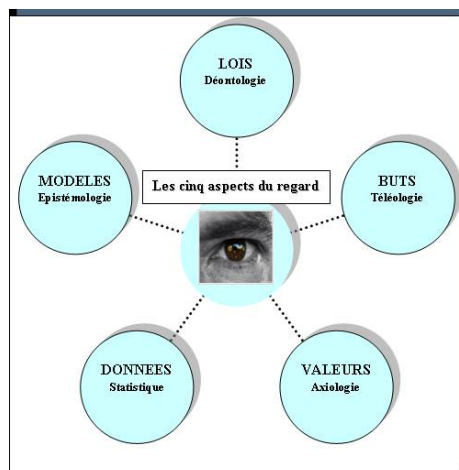 LOIS
Déontologie
Les cinq aspects du regard
MODELES
Epistémologie
BUTS
Téléologie
DONNEES
Statistique
VALEURS
Axiologie